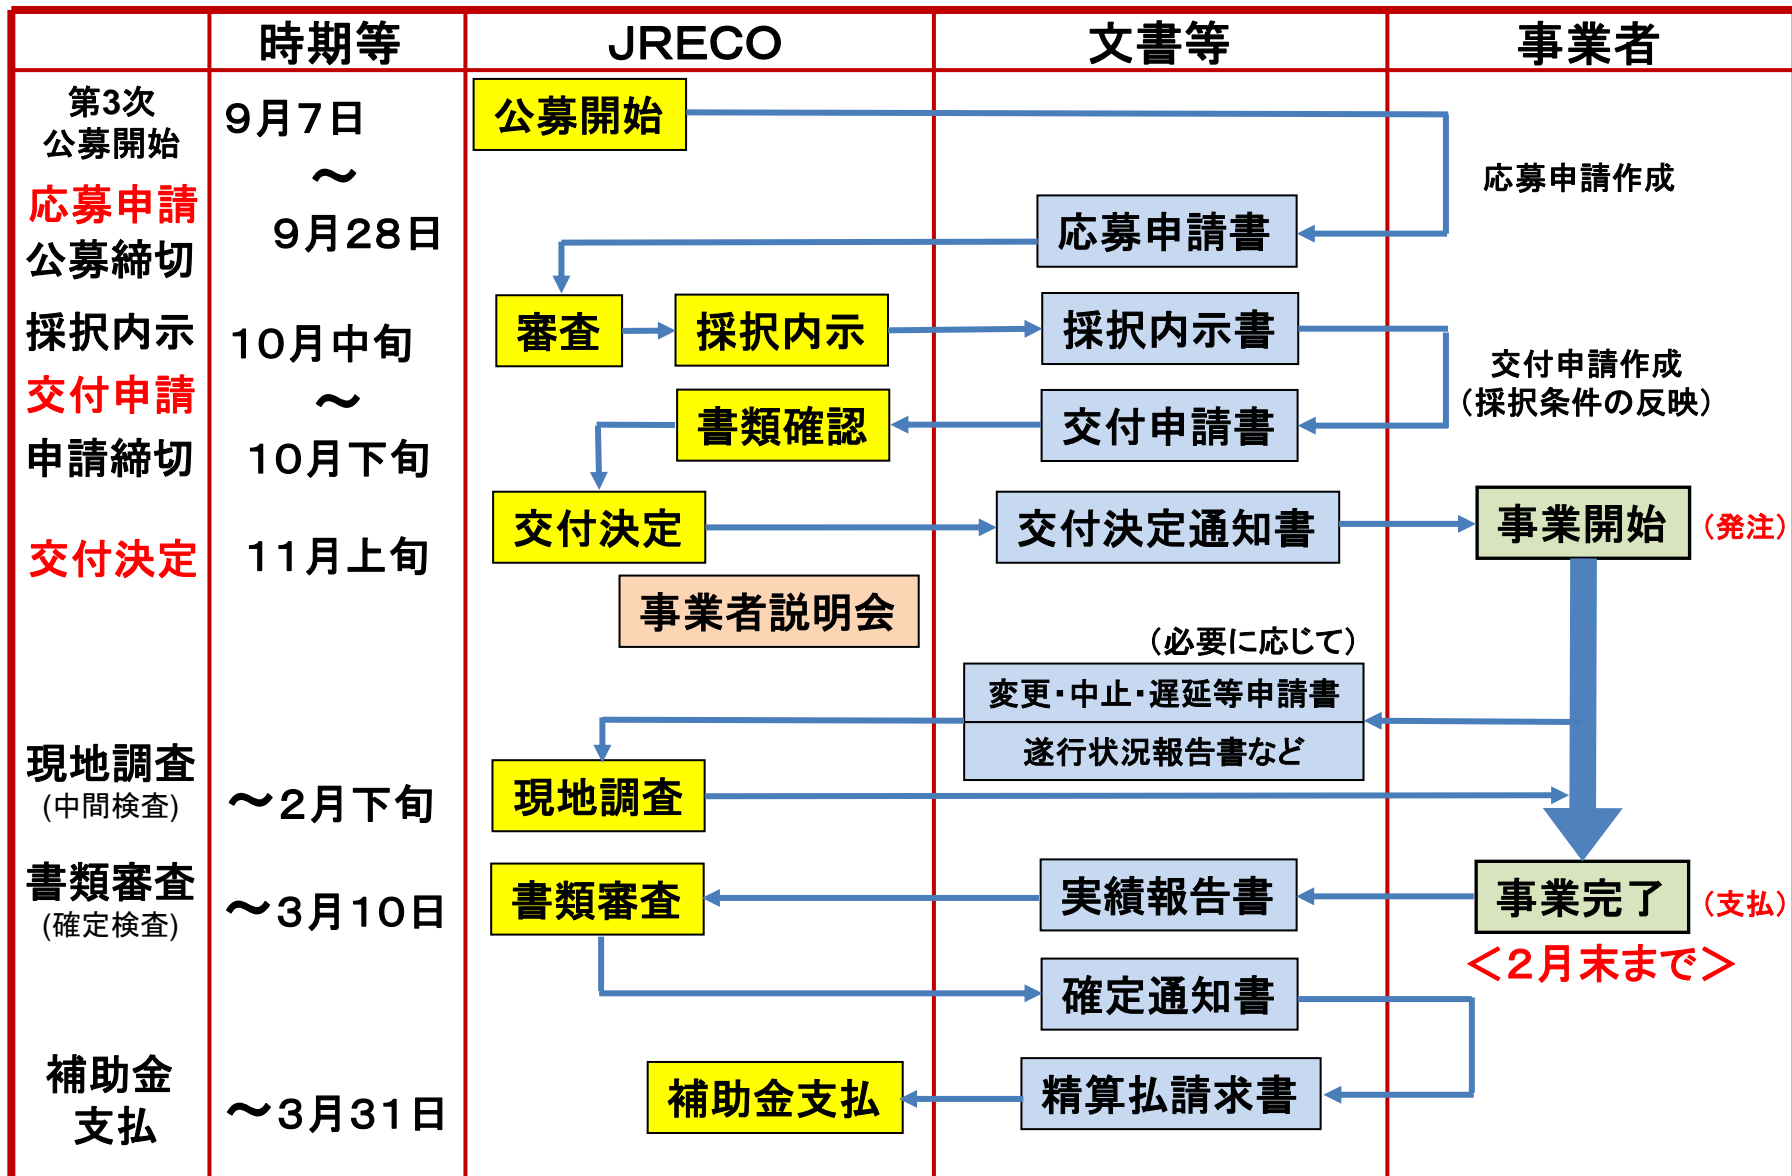 時期等
JRECO
文書等
事業者
第3次
公募開始
9月7日
公募開始
～
応募申請作成
応募申請
応募申請書
9月28日
公募締切
採択内示
10月中旬
審査
採択内示
採択内示書
交付申請作成
(採択条件の反映)
交付申請
～
書類確認
交付申請書
申請締切
10月下旬
交付決定
11月上旬
交付決定
交付決定通知書
事業開始
(発注)
事業者説明会
(必要に応じて)
変更・中止・遅延等申請書
遂行状況報告書など
現地調査
(中間検査)
～2月下旬
現地調査
書類審査
(確定検査)
～3月10日
書類審査
実績報告書
事業完了
(支払)
＜2月末まで＞
確定通知書
補助金
支払
～3月31日
補助金支払
精算払請求書